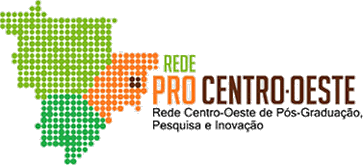 REDE
PRO CENTRO-OESTE
Rede Centro-Oeste de Pós-Graduação,
Pesquisa e Inovação